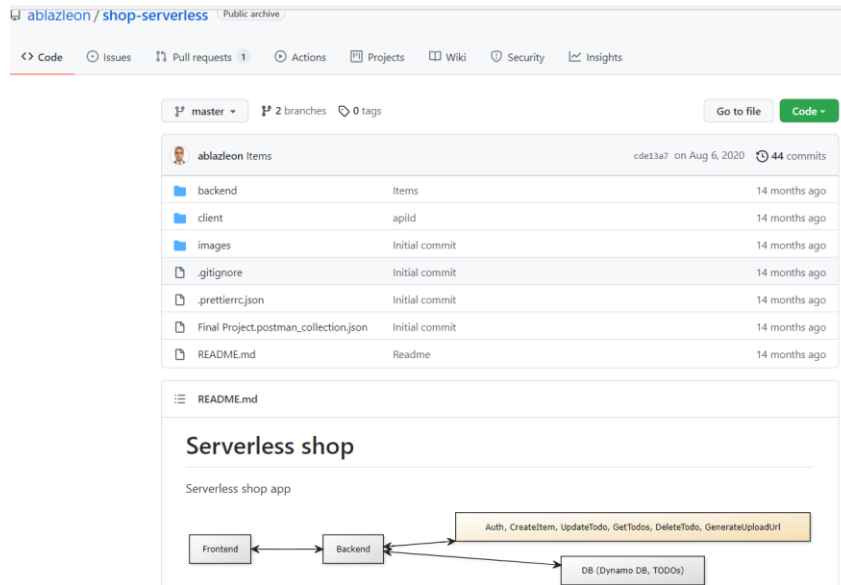 ablazleon / shop-serverless Public archive
Code Issues Pull requests 1 Actions Projects Wiki Security Insights
master 2 branches 0 tags Go to file Code
ablazleon Items cde13a7 on Aug 6, 2020 44 commits
backend Items 14 months ago
client apiId 14 months ago
images Initial commit 14 months ago
.gitignore Initial commit 14 months ago
.prettierrc.json Initial commit 14 months ago
Final Project.postman_collection.json Initial commit 14 months ago
README.md Readme 14 months ago
README.md
Serverless shop
Serverless shop app
Auth, CreateItem, UpdateTodo, GetTodos, DeleteTodo, GenerateUploadUrl
Frontend Backend
DB (Dynamo DB, TODOs)